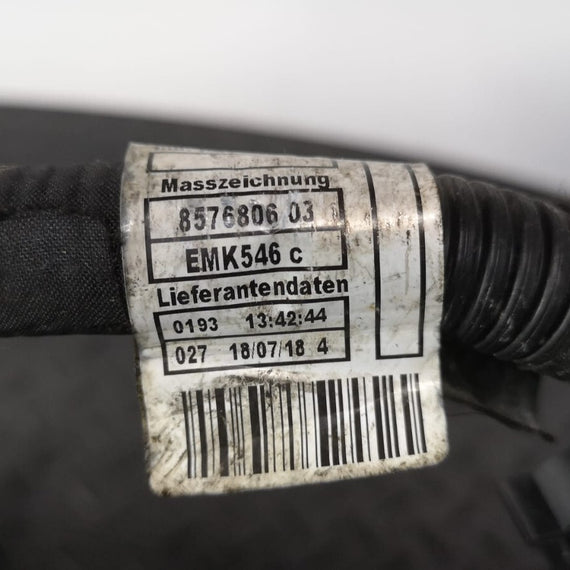 Masszeichnung
8576806 03
EMK546 c
Lieferantendaten
0193 13:42:44
027 18/07/18 4